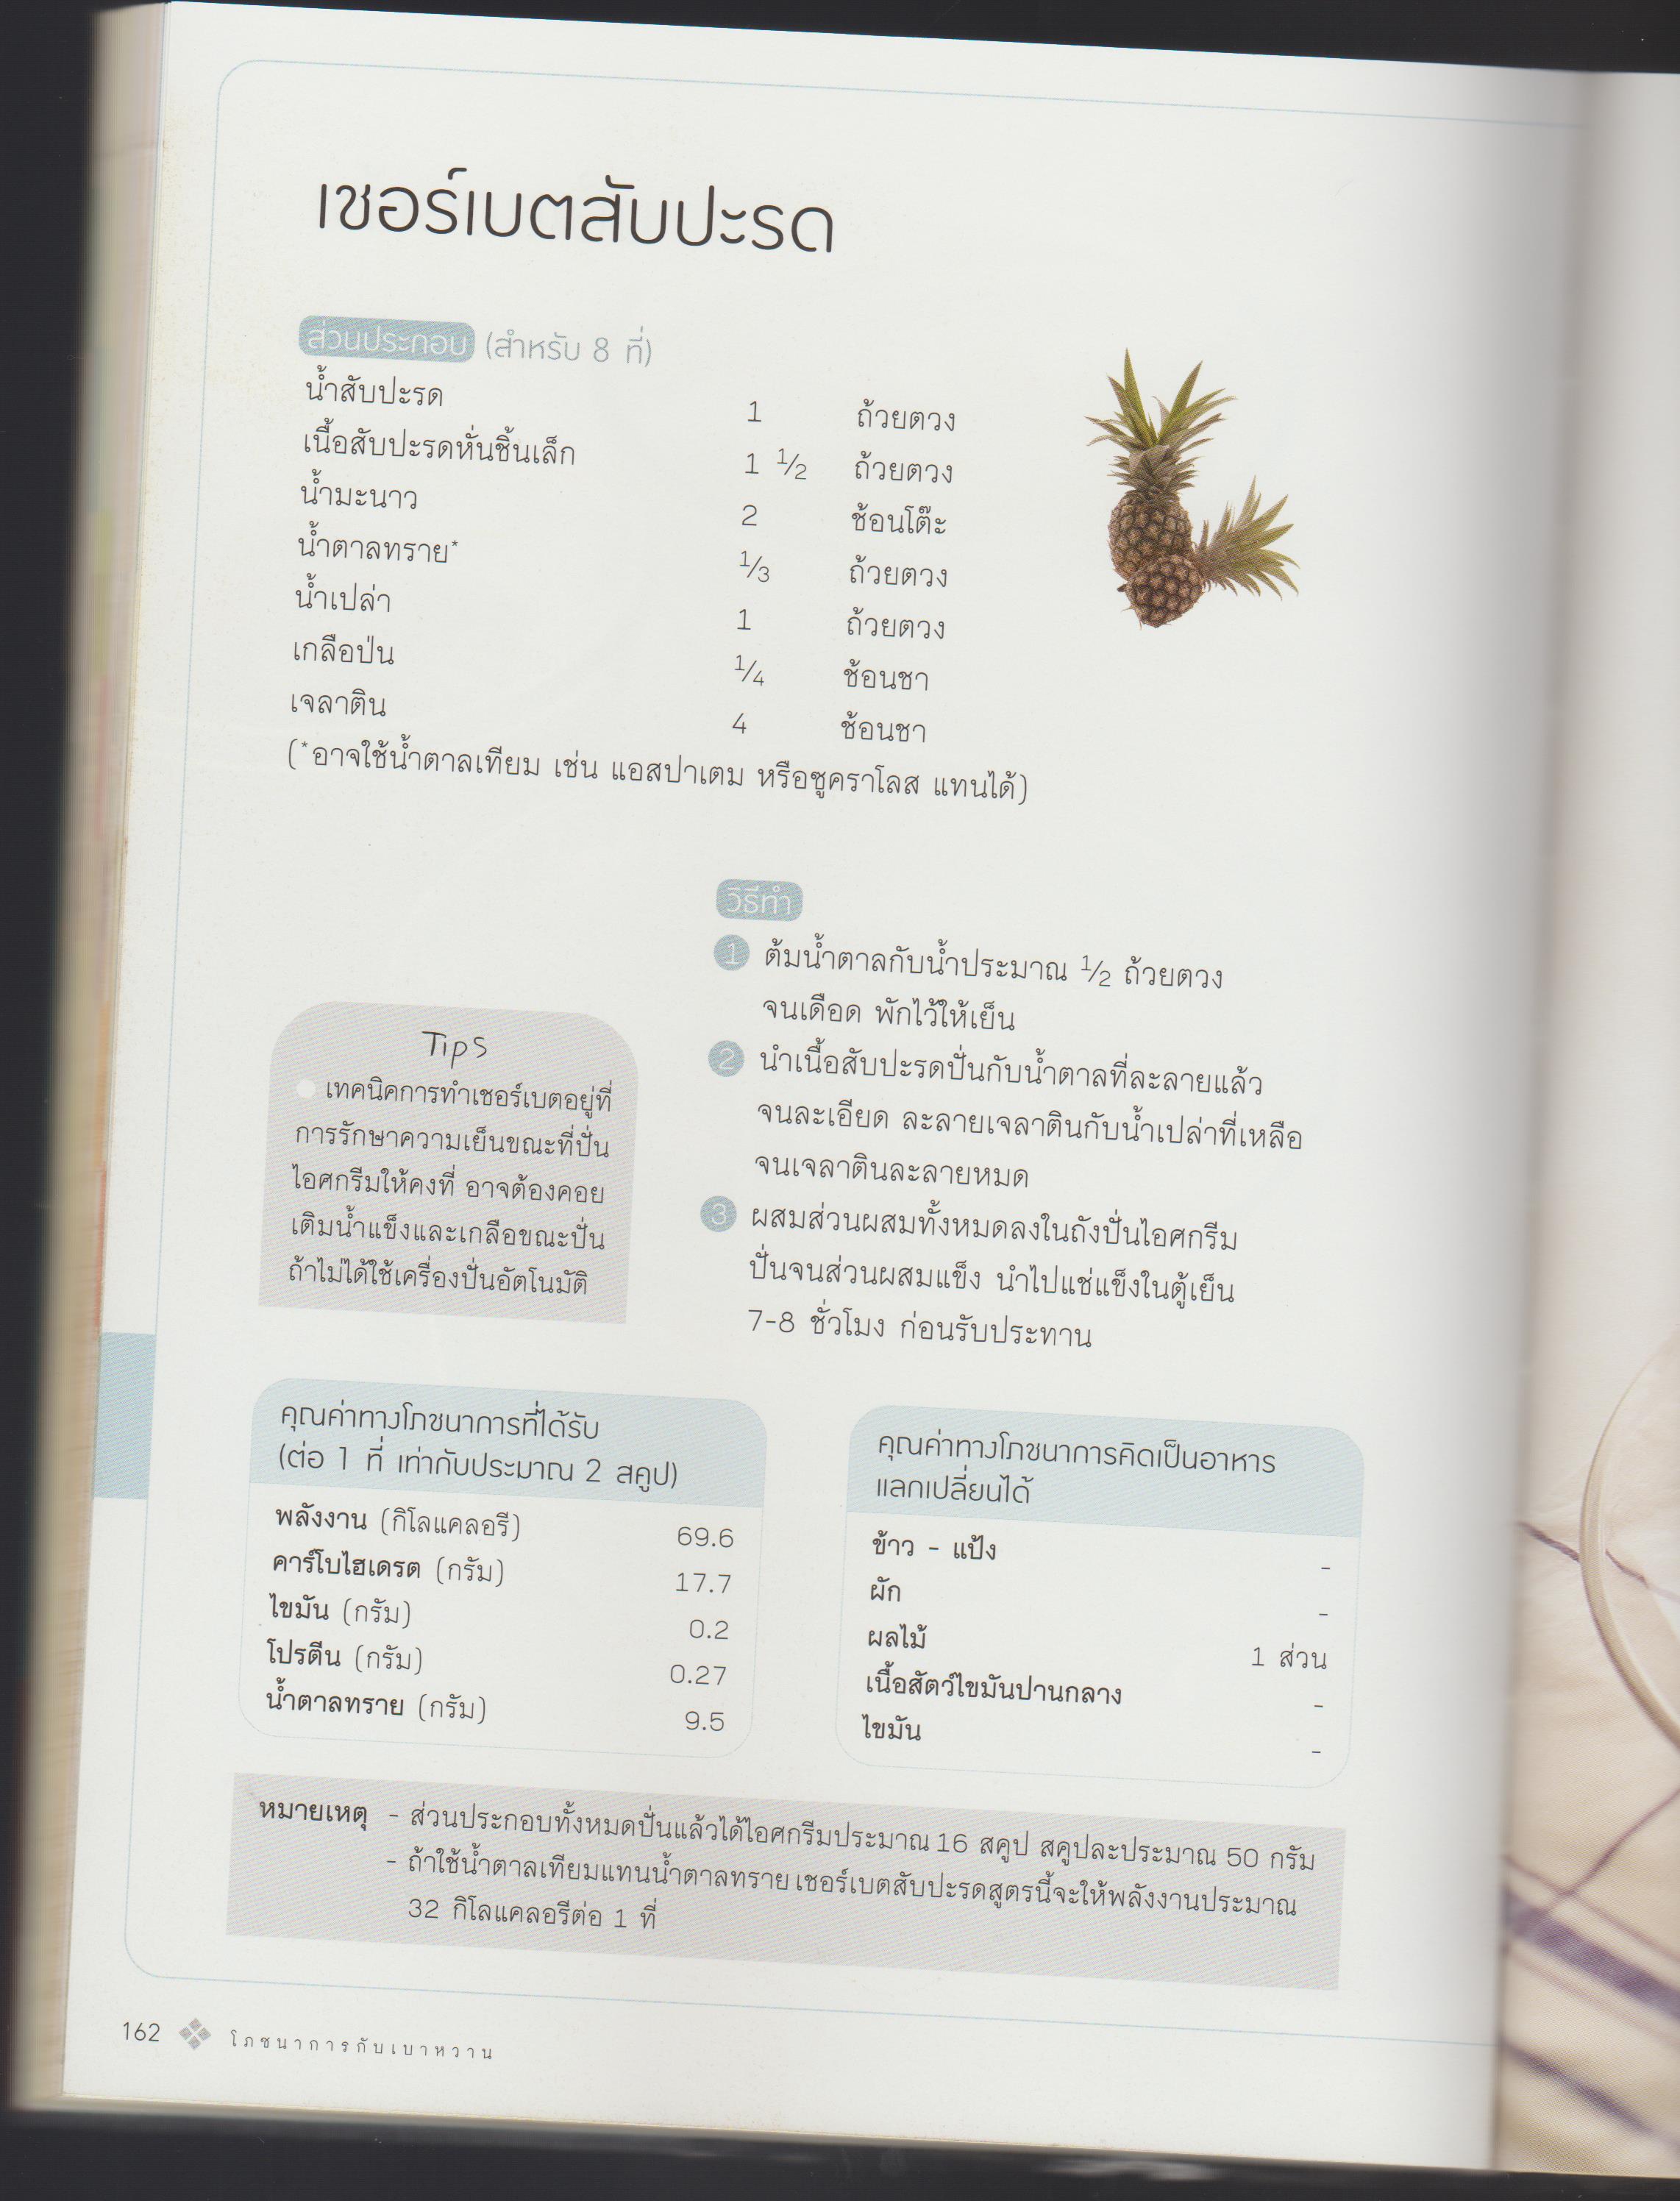 เชอร์เบตสับปะรด
ส่วนประกอบ (สำหรับ 8 ที่)
น้ำสับปะรด 1 ถ้วยตวง
เนื้อสับปะรดหั่นชิ้นเล็ก 1 1/2 ถ้วยตวง
น้ำมะนาว 2 ช้อนโต๊ะ
น้ำตาลทราย* 1/3 ถ้วยตวง
น้ำเปล่า 1 ถ้วยตวง
เกลือป่น 1/4 ช้อนชา
เจลาติน 4 ช้อนชา
(*อาจใช้น้ำตาลเทียม เช่น แอสปาเตม หรือซูคราโลส แทนได้)
วิธีทำ
1 ต้มน้ำตาลกับน้ำประมาณ 1/2 ถ้วยตวง
จนเดือด พักไว้ให้เย็น
2 นำเนื้อสับปะรดปั่นกับน้ำตาลที่ละลายแล้ว
จนละเอียด ละลายเจลาตินกับน้ำเปล่าที่เหลือ
จนเจลาตินละลายหมด
3 ผสมส่วนผสมทั้งหมดลงในถังปั่นไอศกรีม
ปั่นจนส่วนผสมแข็ง นำไปแช่แข็งในตู้เย็น
7-8 ชั่วโมง ก่อนรับประทาน
Tips
เทคนิคการทำเชอร์เบตอยู่ที่
การรักษาความเย็นขณะที่ปั่น
ไอศกรีมให้คงที่ อาจต้องคอย
เติมน้ำแข็งและเกลือขณะปั่น
ถ้าไม่ได้ใช้เครื่องปั่นอัตโนมัติ
คุณค่าทางโภชนาการที่ได้รับ
(ต่อ 1 ที่ เท่ากับประมาณ 2 สคูป)
พลังงาน (กิโลแคลอรี) 69.6
คาร์โบไฮเดรต (กรัม) 17.7
ไขมัน (กรัม) 0.2
โปรตีน (กรัม) 0.27
น้ำตาลทราย (กรัม) 9.5
คุณค่าทางโภชนาการคิดเป็นอาหาร
แลกเปลี่ยนได้
ข้าว - แป้ง -
ผัก -
ผลไม้ 1 ส่วน
เนื้อสัตว์ไขมันปานกลาง -
ไขมัน -
หมายเหตุ - ส่วนประกอบทั้งหมดปั่นแล้วได้ไอศกรีมประมาณ 16 สคูป สคูปละประมาณ 50 กรัม
- ถ้าใช้น้ำตาลเทียมแทนน้ำตาลทราย เชอร์เบตสับปะรดสูตรนี้จะให้พลังงานประมาณ
32 กิโลแคลอรีต่อ 1 ที่
162 โภชนาการกับเบาหวาน